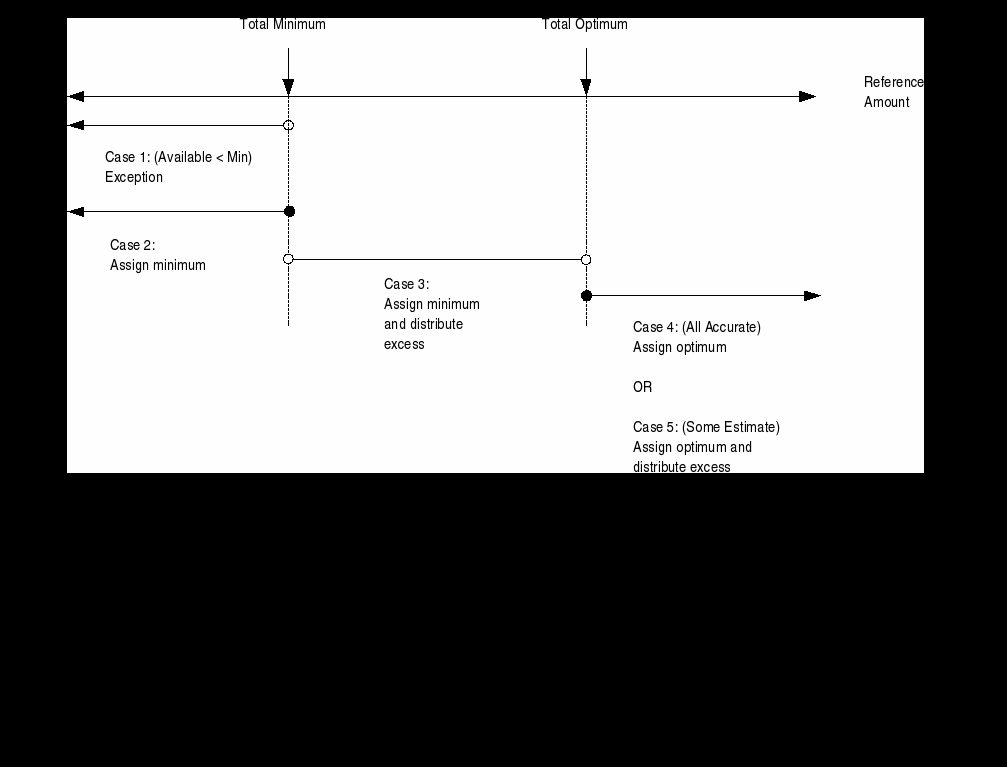 Total Minimum
Total Optimum
Reference
Amount
Case 1: (Available < Min)
Exception
Case 2:
Assign minimum
Case 3:
Assign minimum
and distribute
excess
Case 4: (All Accurate)
Assign optimum
OR
Case 5: (Some Estimate)
Assign optimum and
distribute excess